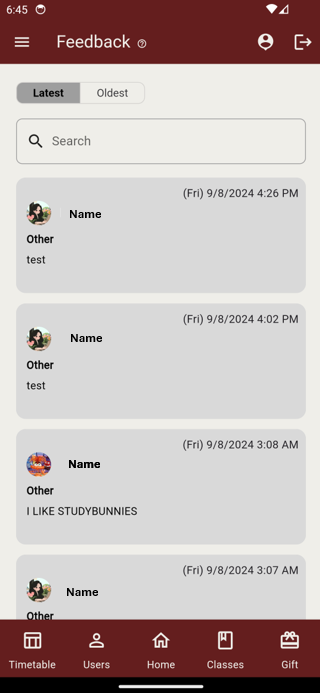 6:45
Feedback
Latest Oldest
Search
(Fri) 9/8/2024 4:26 PM
Name
Other
test
(Fri) 9/8/2024 4:02 PM
Name
Other
test
(Fri) 9/8/2024 3:08 AM
Name
Other
I LIKE STUDYBUNNIES
(Fri) 9/8/2024 3:07 AM
Name
Other
Timetable Users Home Classes Gift